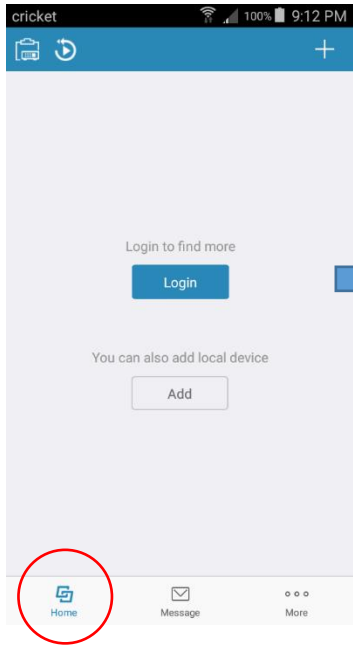 cricket 100% 9:12 PM
Login to find more
Login
You can also add local device
Add
Home Message More